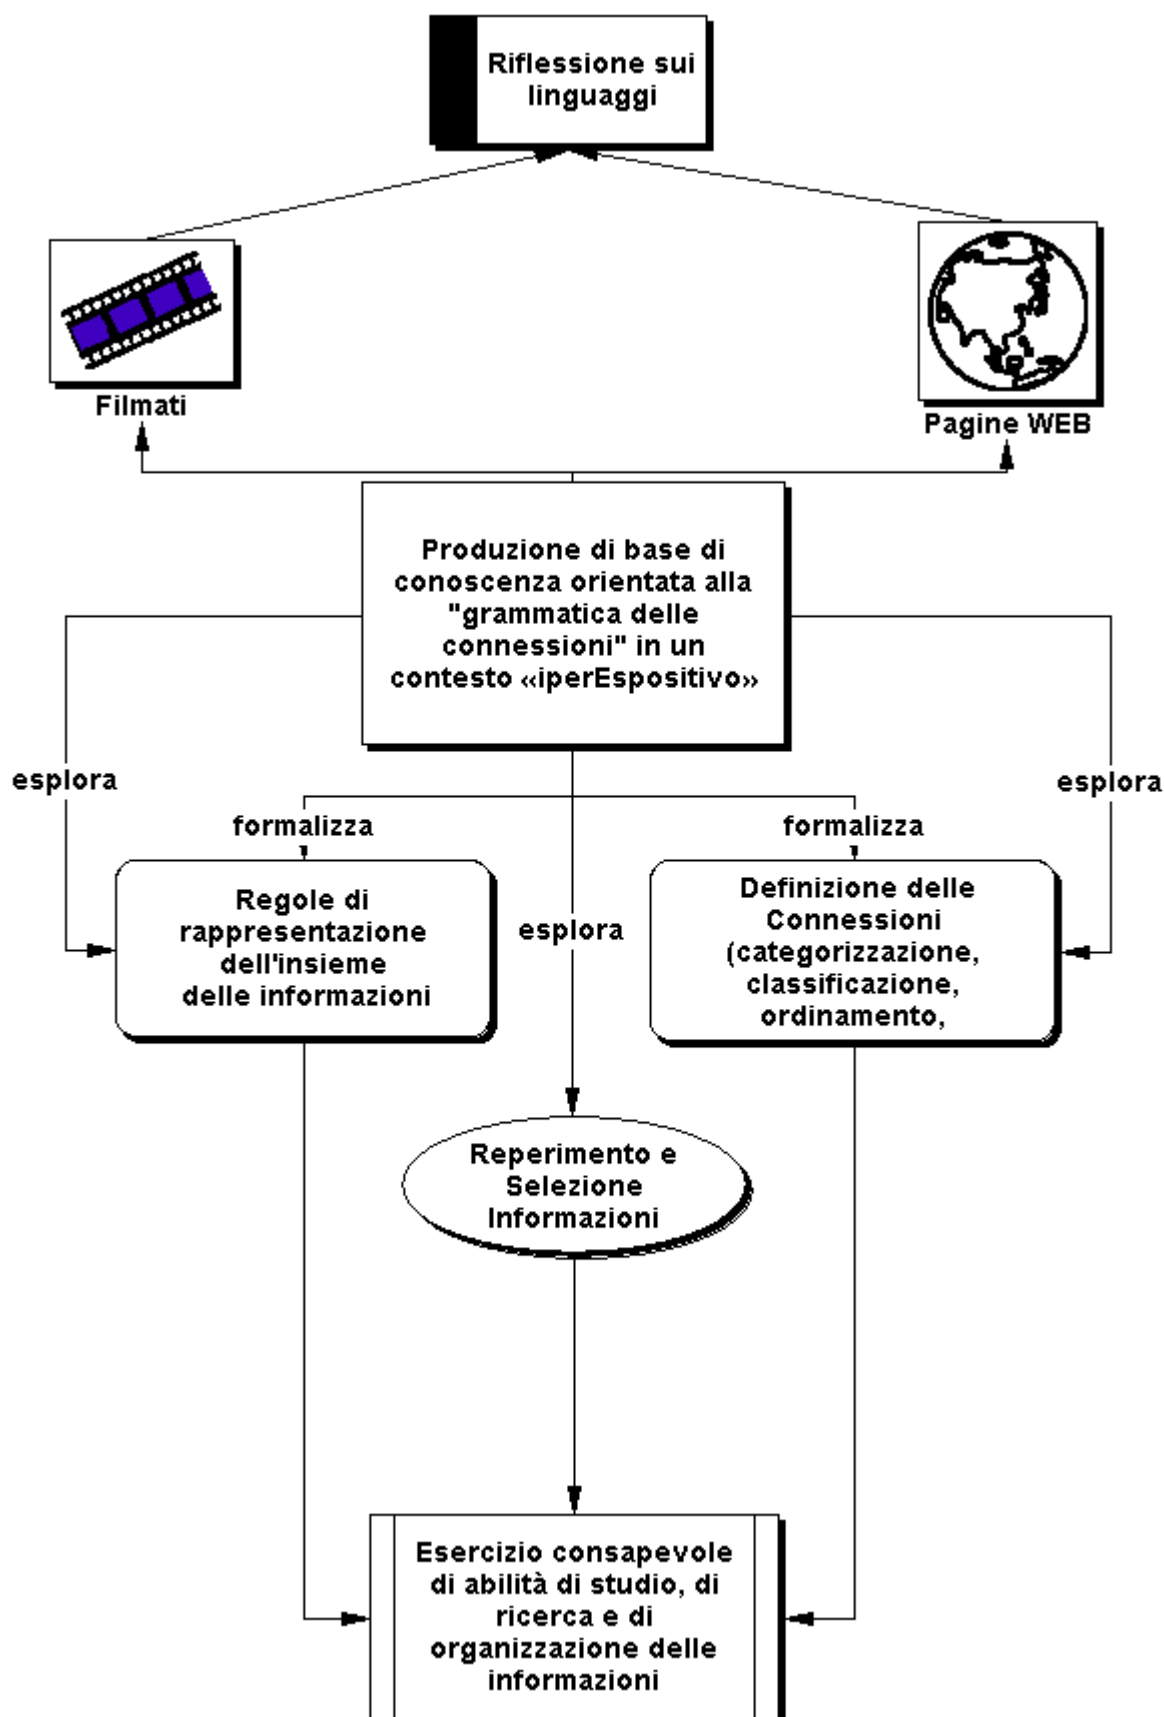 Riflessione sui
linguaggi
Filmati
Pagine WEB
Produzione di base di
conoscenza orientata alla
"grammatica delle
connessioni" in un
contesto «iperEspositivo»
esplora
esplora
formalizza
formalizza
Regole di
rappresentazione
dell'insieme
delle informazioni
esplora
Definizione delle
Connessioni
(categorizzazione,
classificazione,
ordinamento,
Reperimento e
Selezione
Informazioni
Esercizio consapevole
di abilità di studio, di
ricerca e di
organizzazione delle
informazioni